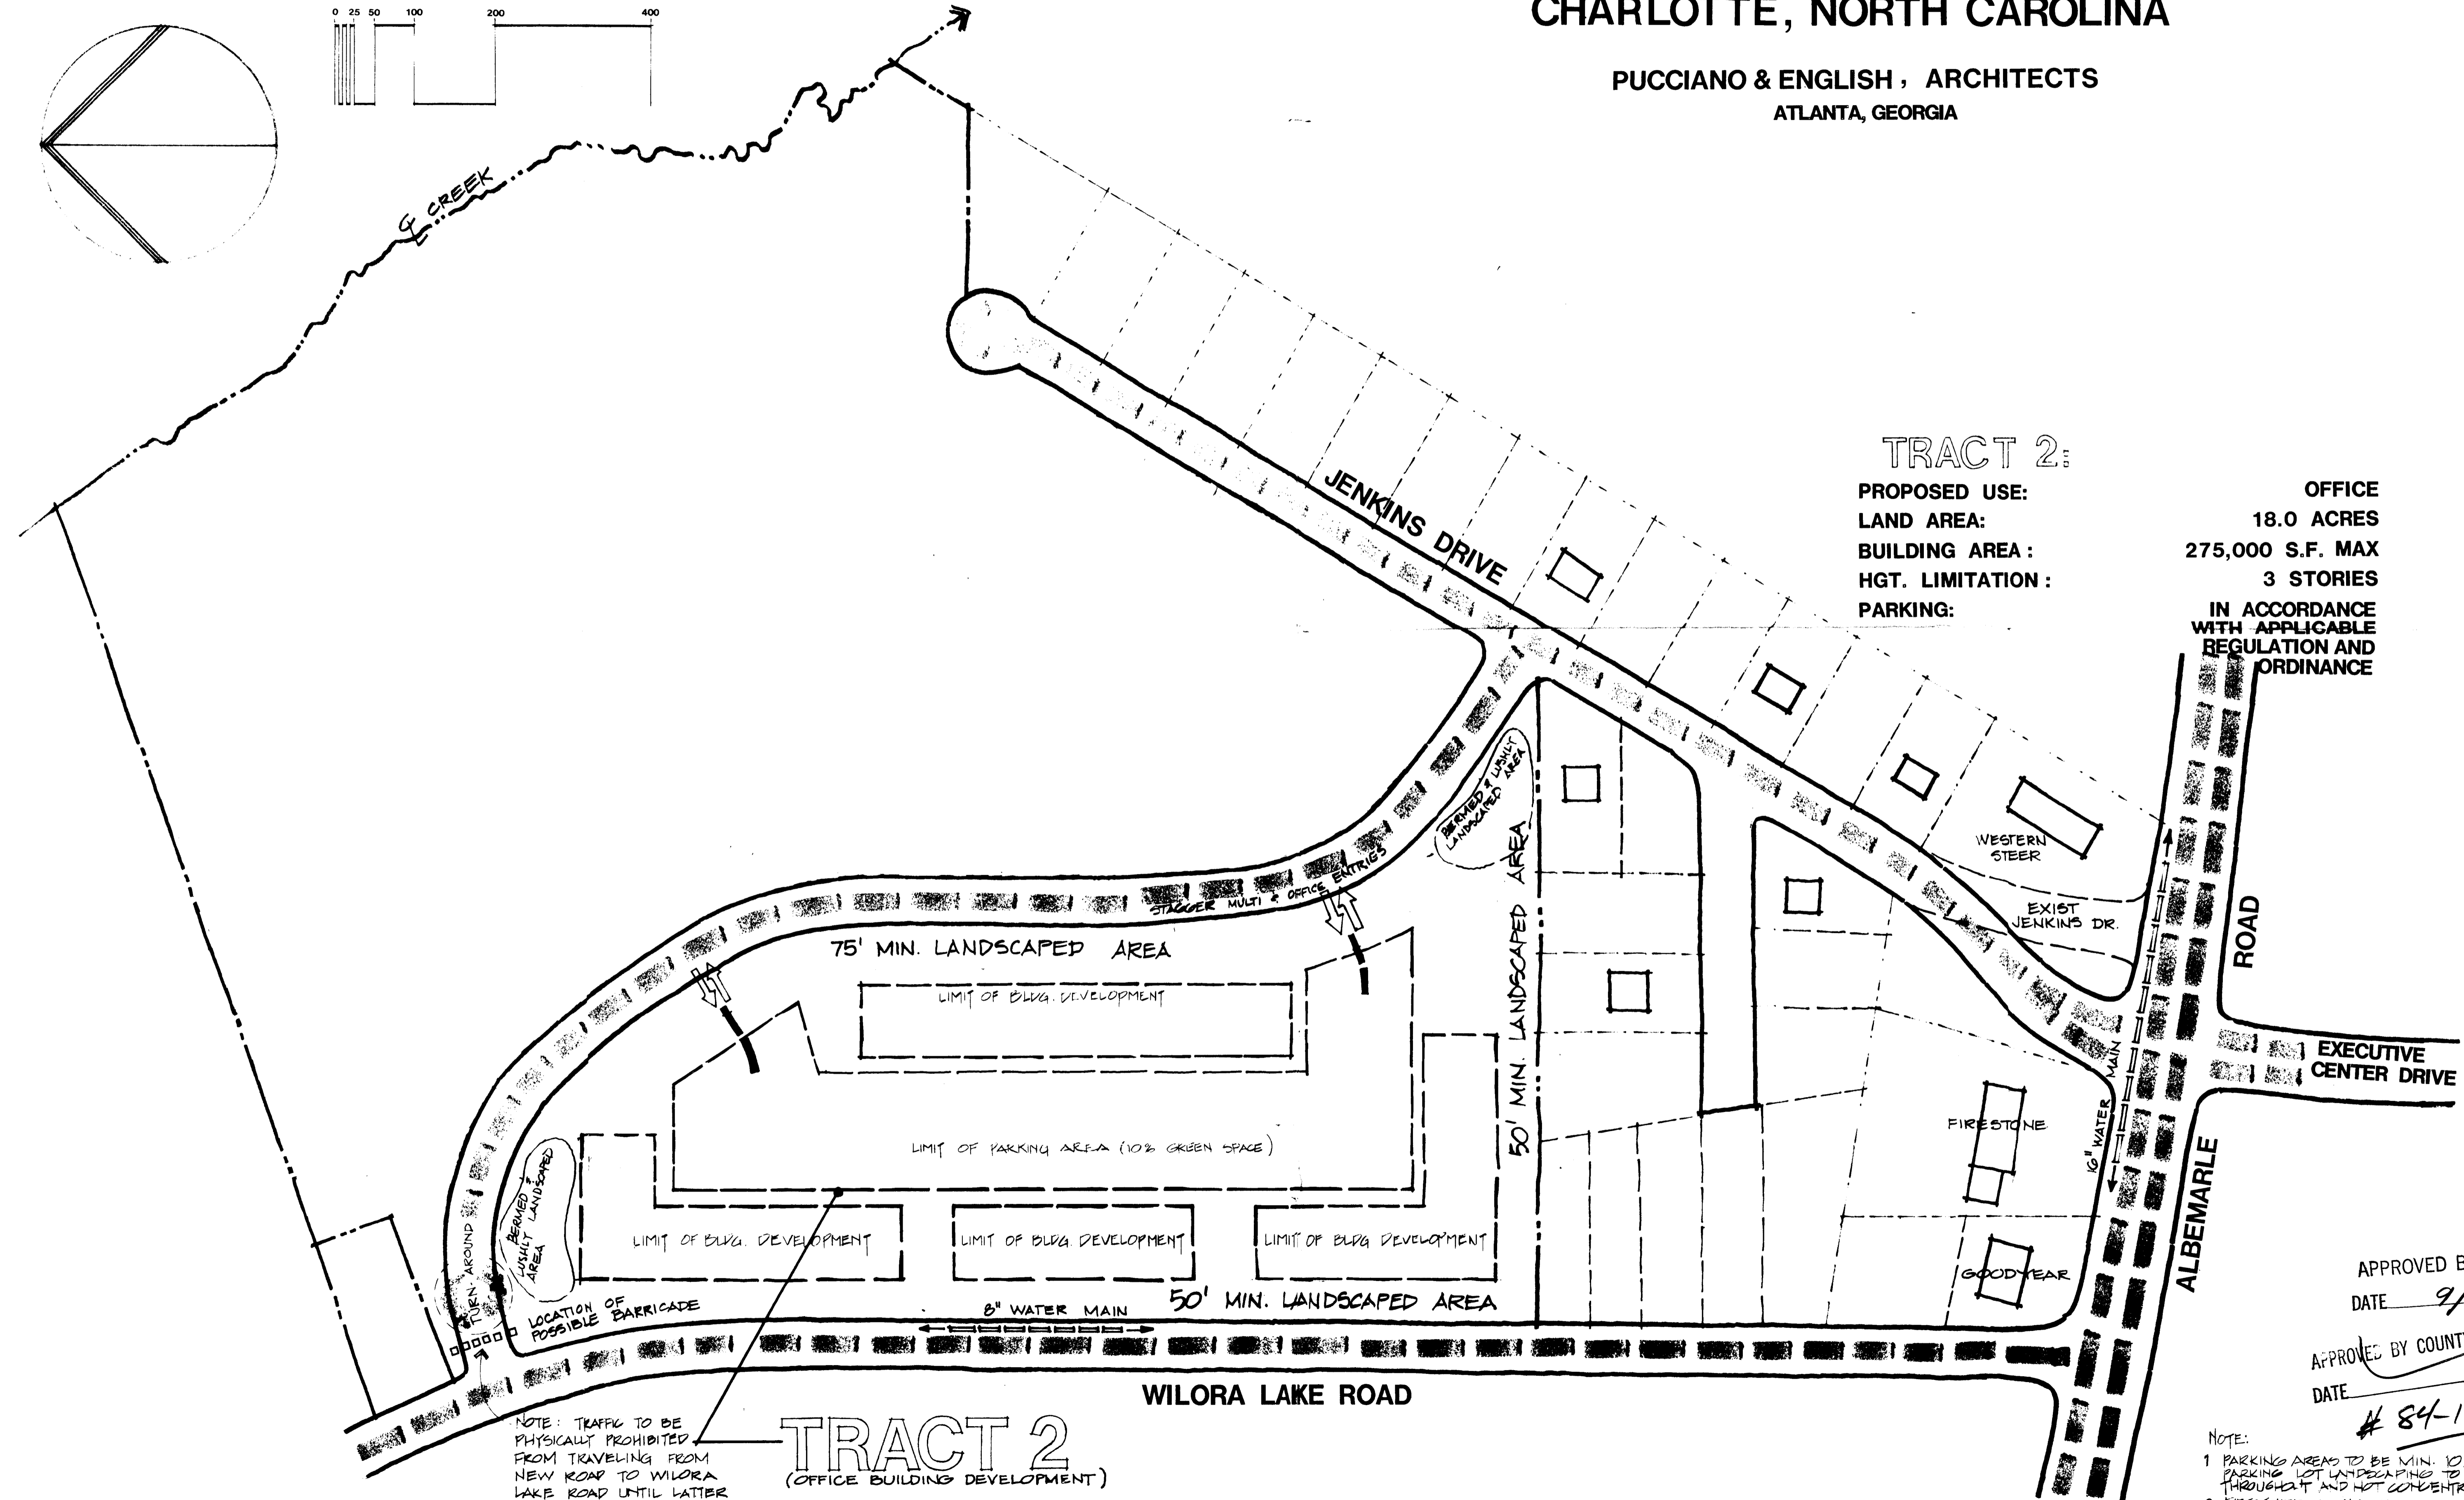 0 25 50 100 200 400
CHARLOTTE, NORTH CAROLINA
PUCCIANO & ENGLISH, ARCHITECTS
ATLANTA, GEORGIA
℄ CREEK
JENKINS DRIVE
TRACT 2:
PROPOSED USE: OFFICE
LAND AREA: 18.0 ACRES
BUILDING AREA: 275,000 S.F. MAX
HGT. LIMITATION: 3 STORIES
PARKING: IN ACCORDANCE
WITH APPLICABLE
REGULATION AND
ORDINANCE
BERMED & LUSHLY
LANDSCAPED AREA
WESTERN
STEER
EXIST
JENKINS DR.
STAGGER MULTI & OFFICE ENTRIES
75' MIN. LANDSCAPED AREA
LIMIT OF BLDG. DEVELOPMENT
50' MIN. LANDSCAPED AREA
ROAD
EXECUTIVE
CENTER DRIVE
16" WATER MAIN
FIRESTONE
LIMIT OF PARKING AREA (10% GREEN SPACE)
ALBEMARLE
BERMED &
LUSHLY LANDSCAPED
AREA
TURN AROUND
LIMIT OF BLDG. DEVELOPMENT
LIMIT OF BLDG. DEVELOPMENT
LIMIT OF BLDG DEVELOPMENT
GOODYEAR
LOCATION OF
POSSIBLE BARRICADE
8" WATER MAIN
50' MIN. LANDSCAPED AREA
WILORA LAKE ROAD
NOTE: TRAFFIC TO BE
PHYSICALLY PROHIBITED
FROM TRAVELING FROM
NEW ROAD TO WILORA
LAKE ROAD UNTIL LATTER
TRACT 2
(OFFICE BUILDING DEVELOPMENT)
APPROVED B
DATE 9/
APPROVED BY COUNT
DATE
# 84-1
NOTE:
1 PARKING AREAS TO BE MIN. 10
PARKING LOT LANDSCAPING TO
THROUGHOUT AND NOT CONCENT